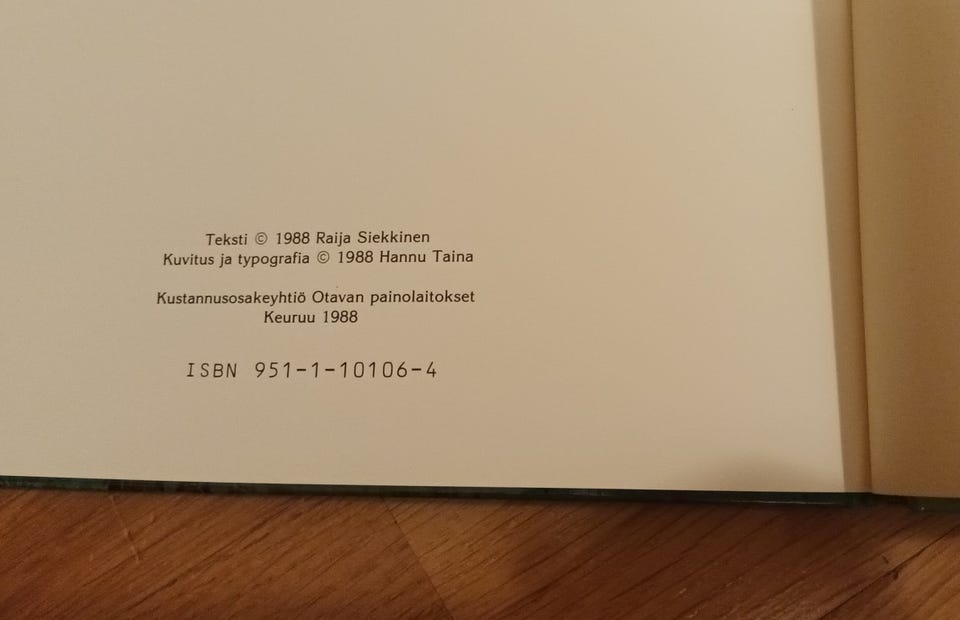 Teksti © 1988 Raija Siekkinen
Kuvitus ja typografia © 1988 Hannu Taina
Kustannusosakeyhtiö Otavan painolaitokset
Keuruu 1988
ISBN 951-1-10106-4